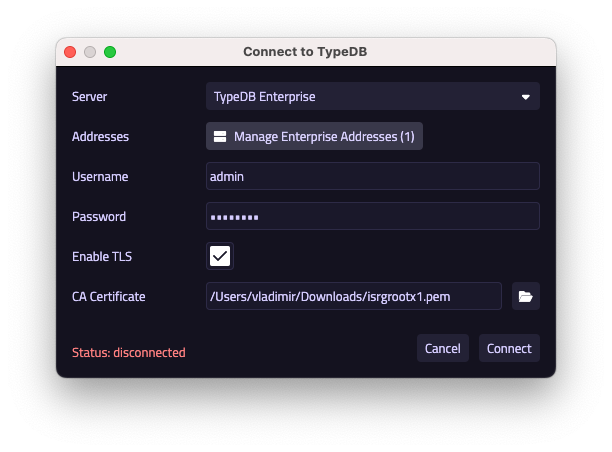 Connect to TypeDB
Server TypeDB Enterprise
Addresses Manage Enterprise Addresses (1)
Username admin
Password ••••••••
Enable TLS
CA Certificate /Users/vladimir/Downloads/isrgrootx1.pem
Status: disconnected Cancel Connect